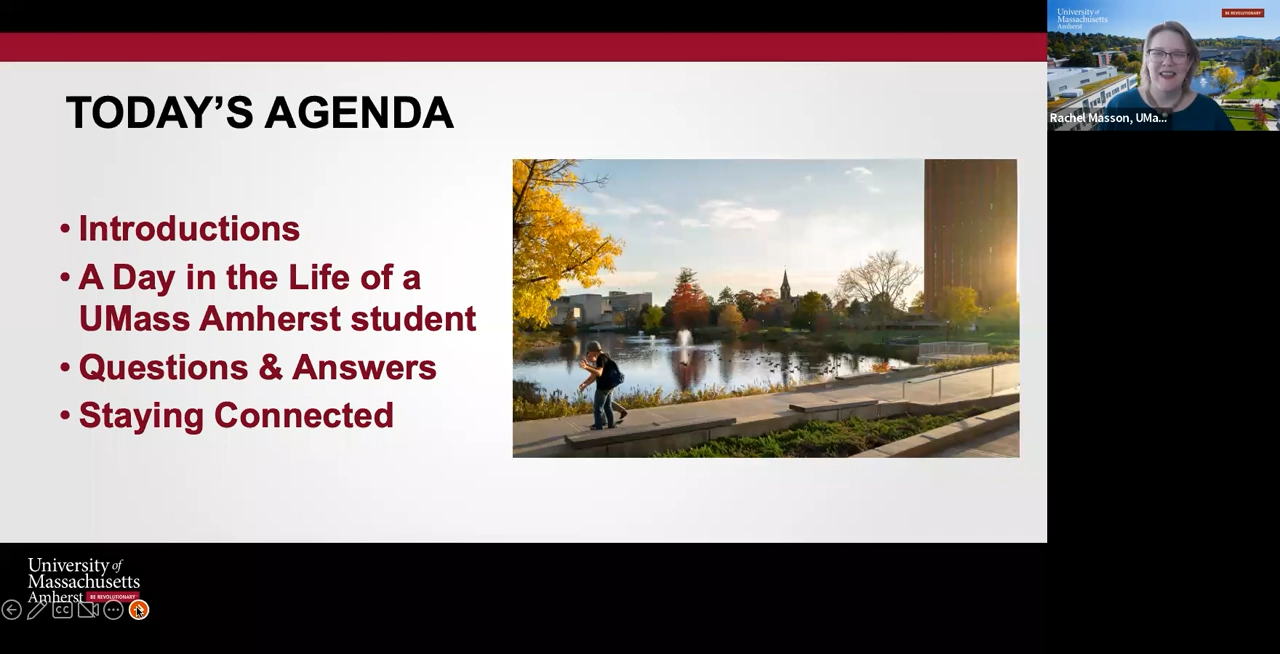 TODAY’S AGENDA
• Introductions
• A Day in the Life of a
UMass Amherst student
• Questions & Answers
• Staying Connected
University of
Massachusetts
Amherst
BE REVOLUTIONARY
Rachel Masson, UMa...
University of
Massachusetts
Amherst BE REVOLUTIONARY
CC